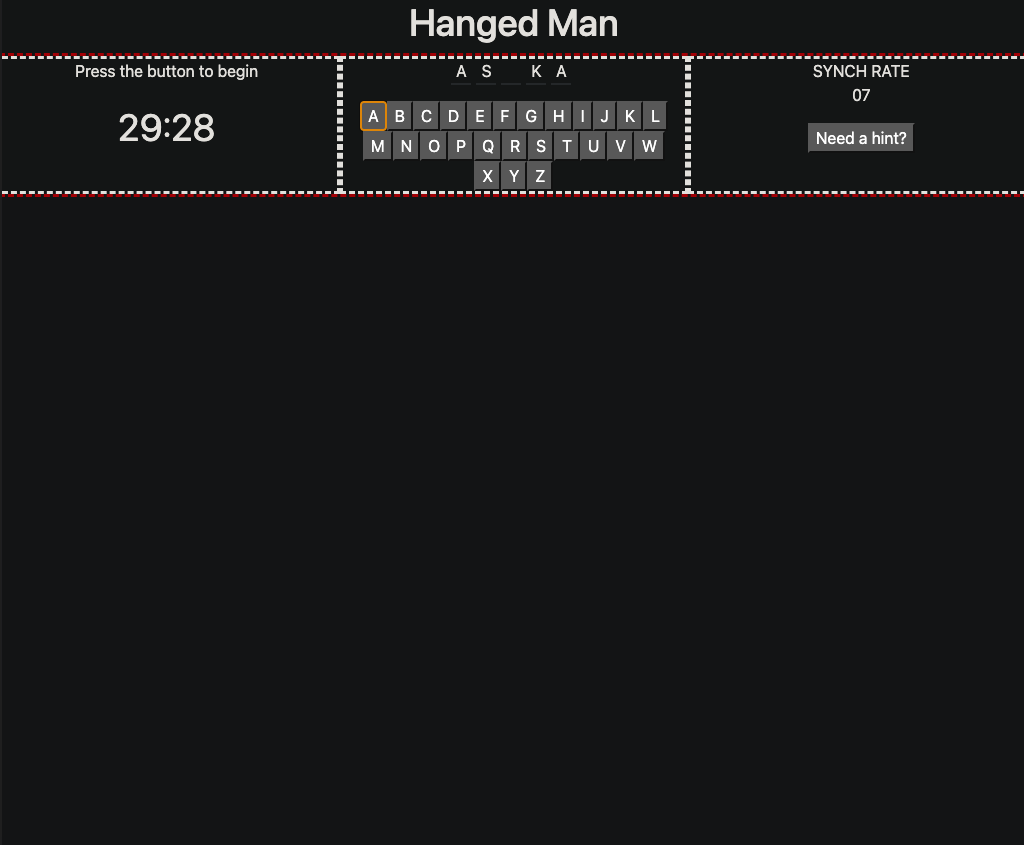 Hanged Man
Press the button to begin
29:28
A S _ K A
A B C D E F G H I J K L
M N O P Q R S T U V W
X Y Z
SYNCH RATE
07
Need a hint?